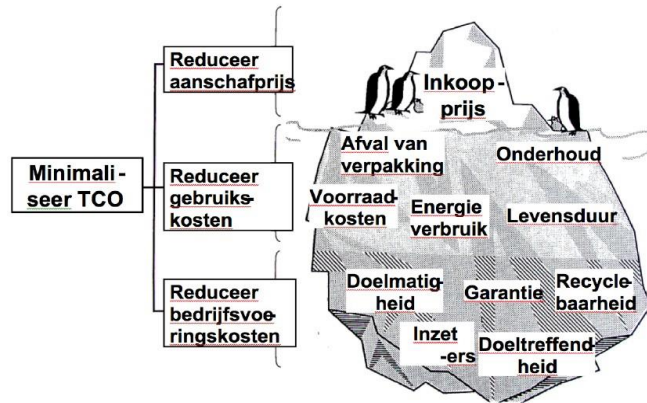 Minimali -
seer TCO
Reduceer
aanschafprijs
Reduceer
gebruiks-
kosten
Reduceer
bedrijfsvoe-
ringskosten
Inkoop -
prijs
Afval van
verpakking
Onderhoud
Voorraad-
kosten
Energie
verbruik
Levensduur
Doelmatig-
heid
Garantie
Recycle-
baarheid
Inzet
-ers
Doeltreffend-
heid